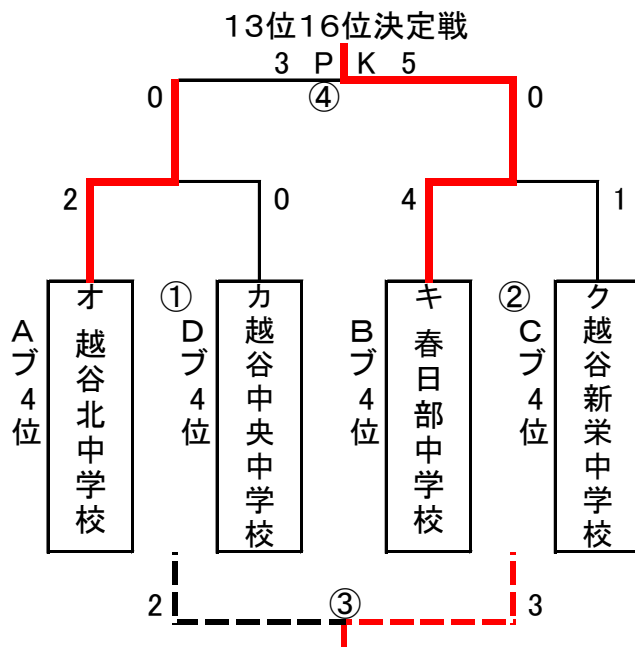 13位16位決定戦
3 PK 5
0 ④ 0
2 0 4 1
① ②
Aブ4位
オ 越谷北中学校
Dブ4位
カ 越谷中央中学校
Bブ4位
キ 春日部中学校
Cブ4位
ク 越谷新栄中学校
2 ③ 3